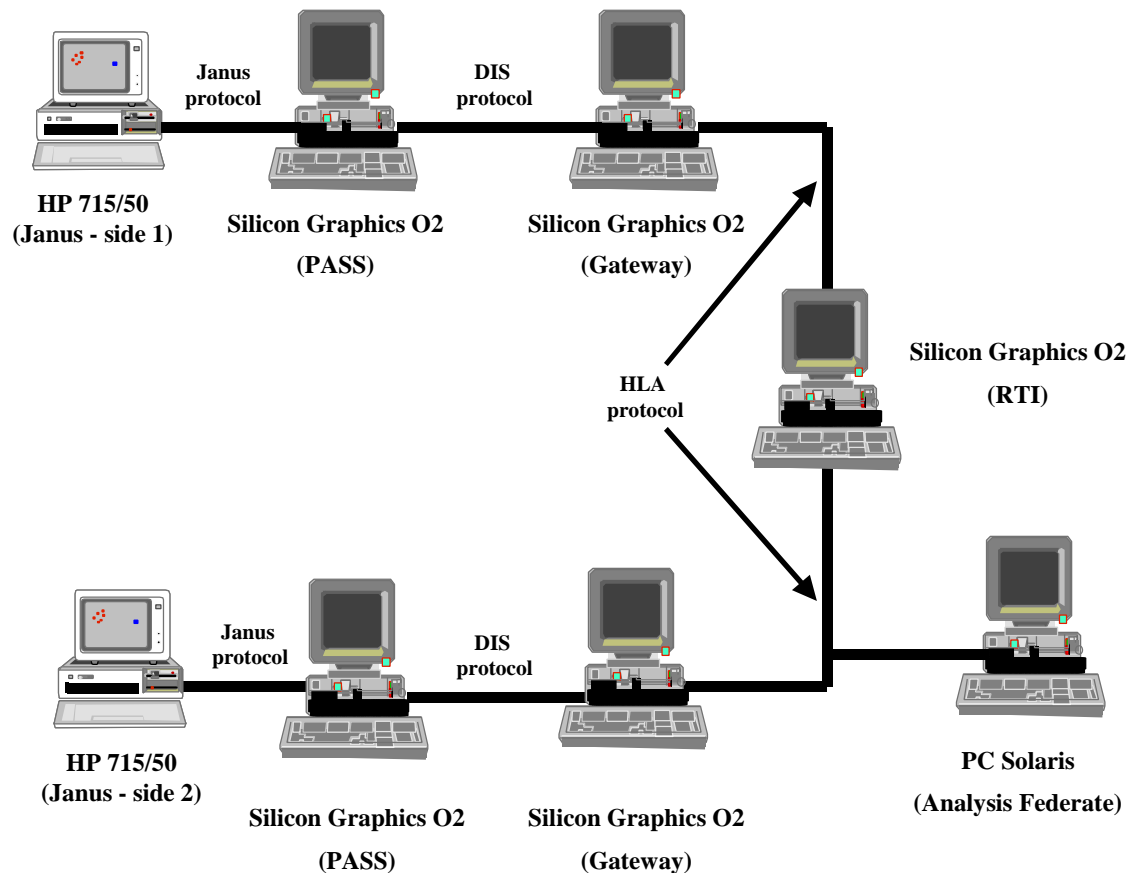 Janus
protocol
DIS
protocol
HP 715/50
(Janus - side 1)
Silicon Graphics O2
(PASS)
Silicon Graphics O2
(Gateway)
Silicon Graphics O2
(RTI)
HLA
protocol
Janus
protocol
DIS
protocol
HP 715/50
(Janus - side 2)
Silicon Graphics O2
(PASS)
Silicon Graphics O2
(Gateway)
PC Solaris
(Analysis Federate)